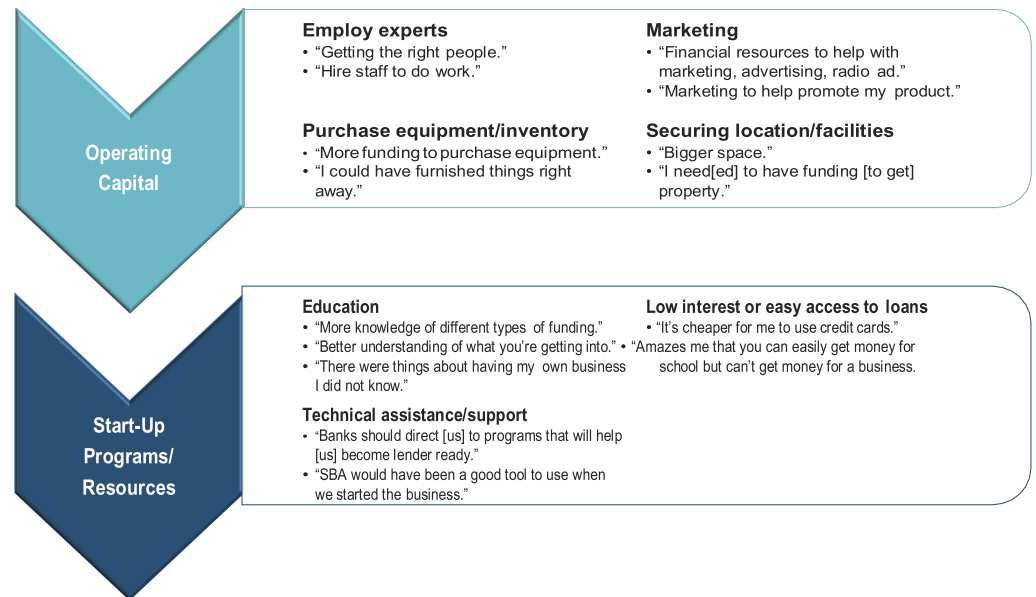 Operating
Capital
Employ experts
• “Getting the right people.”
• “Hire staff to do work.”
Marketing
• “Financial resources to help with
marketing, advertising, radio ad.”
• “Marketing to help promote my product.”
Purchase equipment/inventory
• “More funding to purchase equipment.”
• “I could have furnished things right
away.”
Securing location/facilities
• “Bigger space.”
• “I need[ed] to have funding [to get]
property.”
Start-Up
Programs/
Resources
Education
• “More knowledge of different types of funding.”
• “Better understanding of what you’re getting into.”
• “There were things about having my own business
I did not know.”
Low interest or easy access to loans
• “It’s cheaper for me to use credit cards.”
• “Amazes me that you can easily get money for
school but can’t get money for a business.
Technical assistance/support
• “Banks should direct [us] to programs that will help
[us] become lender ready.”
• “SBA would have been a good tool to use when
we started the business.”